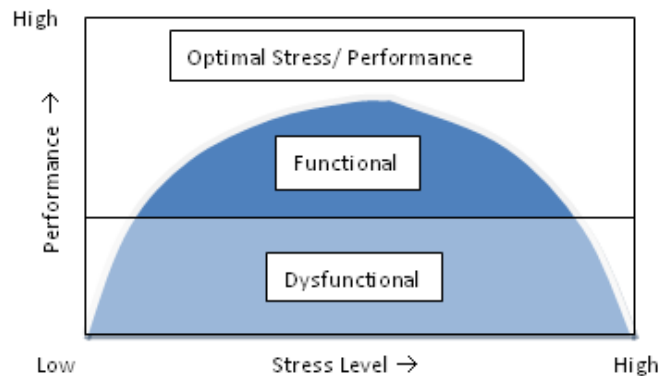 High
Optimal Stress/ Performance
Performance →
Functional
Dysfunctional
Low
Stress Level →
High